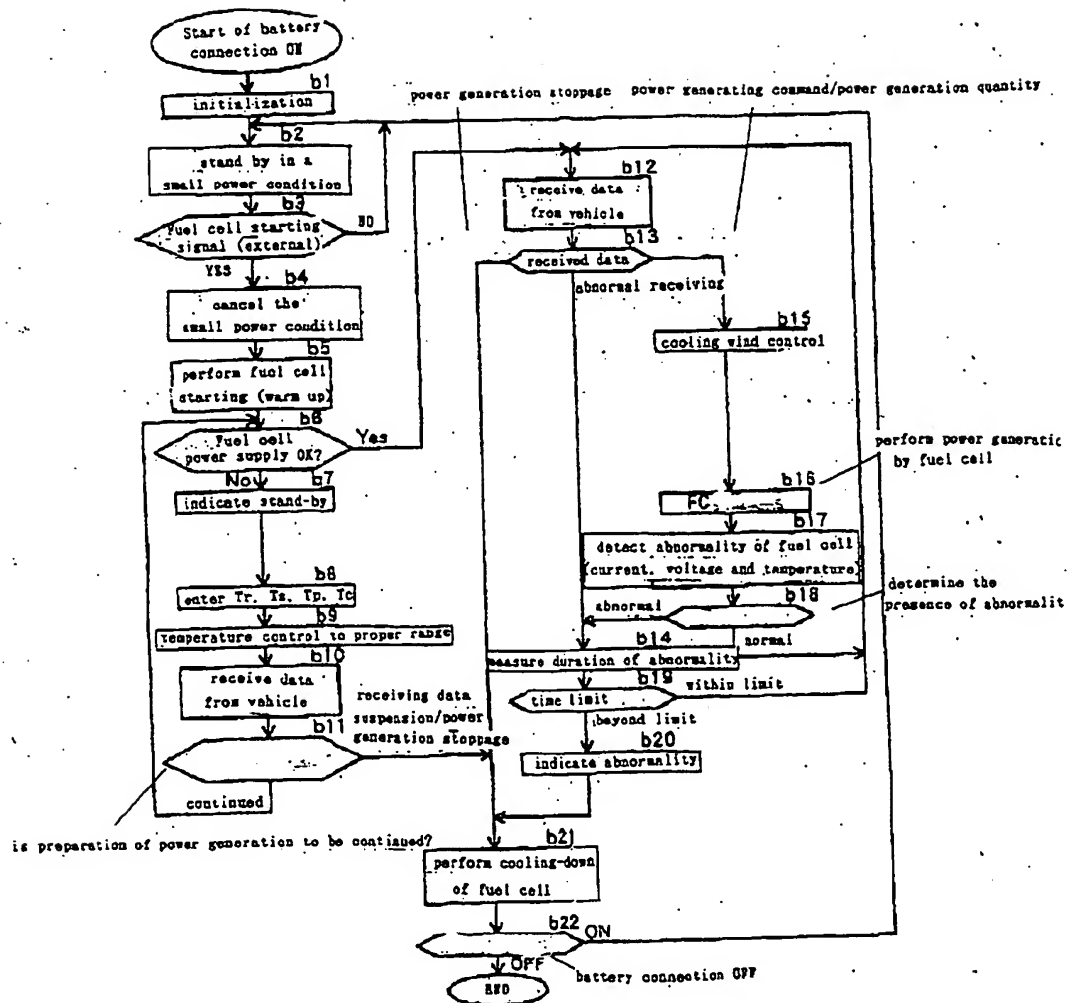 Start of battery
connection ON
b1
initialization
b2
stand by in a
small power condition
b3
NO
Fuel cell starting
signal (external)
YES
b4
cancel the
small power condition
b5
perform fuel cell
starting (warm up)
b6
Fuel cell
power supply OK?
Yes
No
b7
indicate stand-by
b8
enter Tr, Ts, Tp, Tc
b9
temperature control to proper range
b10
receive data
from vehicle
b11
receiving data
suspension/power
generation stoppage
continued
is preparation of power generation to be continued?
power generation stoppage
power generating command/power generation quantity
b12
receive data
from vehicle
b13
received data
abnormal receiving
b15
cooling wind control
perform power generatic
by fuel cell
b16
FC
b17
detect abnormality of fuel cell
(current, voltage and temperature)
b18
determine the
presence of abnormalit
abnormal
normal
b14
measure duration of abnormality
b19
time limit
within limit
beyond limit
b20
indicate abnormality
b21
perform cooling-down
of fuel cell
b22
ON
OFF
battery connection OFF
END